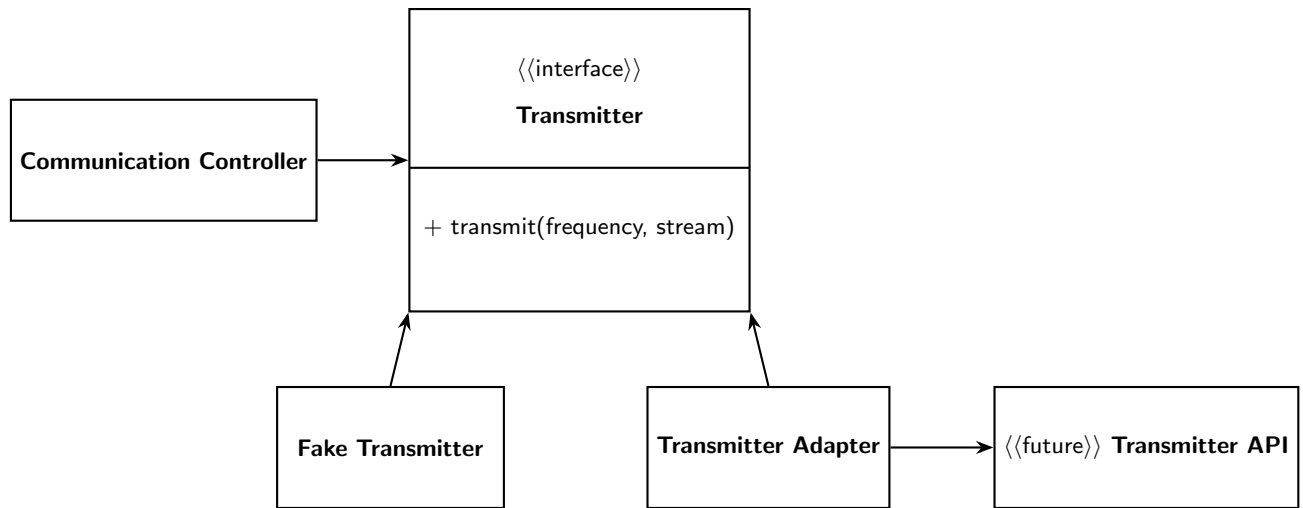 ⟨⟨interface⟩⟩
Transmitter
Communication Controller
+ transmit(frequency, stream)
Fake Transmitter
Transmitter Adapter
⟨⟨future⟩⟩ Transmitter API